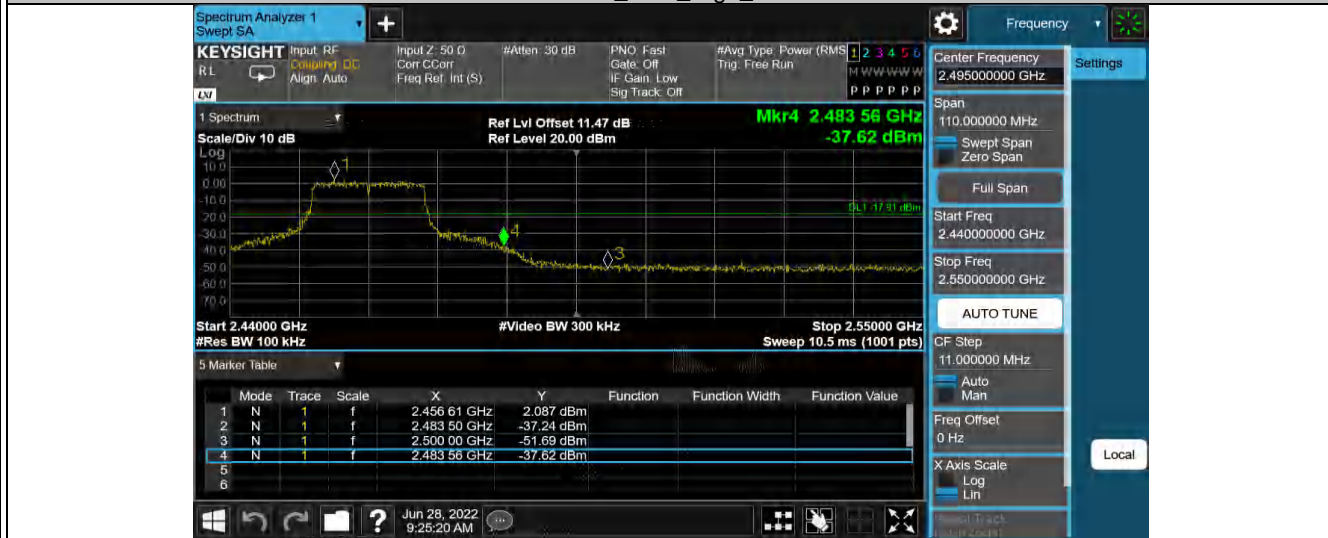 Spectrum Analyzer 1
Swept SA
+
Frequency
KEYSIGHT
RL
LXI
Input: RF
Coupling: DC
Align: Auto
Input Z: 50 Ω
Corr CCorr
Freq Ref: Int (S)
#Atten: 30 dB
PNO: Fast
Gate: Off
IF Gain: Low
Sig Track: Off
#Avg Type: Power (RMS
Trig: Free Run
1 2 3 4 5 6
M W W W W W
P P P P P P
1 Spectrum
Scale/Div 10 dB
Ref Lvl Offset 11.47 dB
Ref Level 20.00 dBm
Mkr4 2.483 56 GHz
-37.62 dBm
Log
10.0
0.00
-10.0
-20.0
-30.0
-40.0
-50.0
-60.0
-70.0
1
4
3
DL1 -17.91 dBm
Start 2.44000 GHz
#Video BW 300 kHz
Stop 2.55000 GHz
#Res BW 100 kHz
Sweep 10.5 ms (1001 pts)
5 Marker Table
Mode Trace Scale X Y Function Function Width Function Value
1 N 1 f 2.456 61 GHz 2.087 dBm
2 N 1 f 2.483 50 GHz -37.24 dBm
3 N 1 f 2.500 00 GHz -51.69 dBm
4 N 1 f 2.483 56 GHz -37.62 dBm
5
6
Jun 28, 2022
9:25:20 AM
?
Center Frequency
2.495000000 GHz
Settings
Span
110.000000 MHz
Swept Span
Zero Span
Full Span
Start Freq
2.440000000 GHz
Stop Freq
2.550000000 GHz
AUTO TUNE
CF Step
11.000000 MHz
Auto
Man
Freq Offset
0 Hz
X Axis Scale
Log
Lin
Local